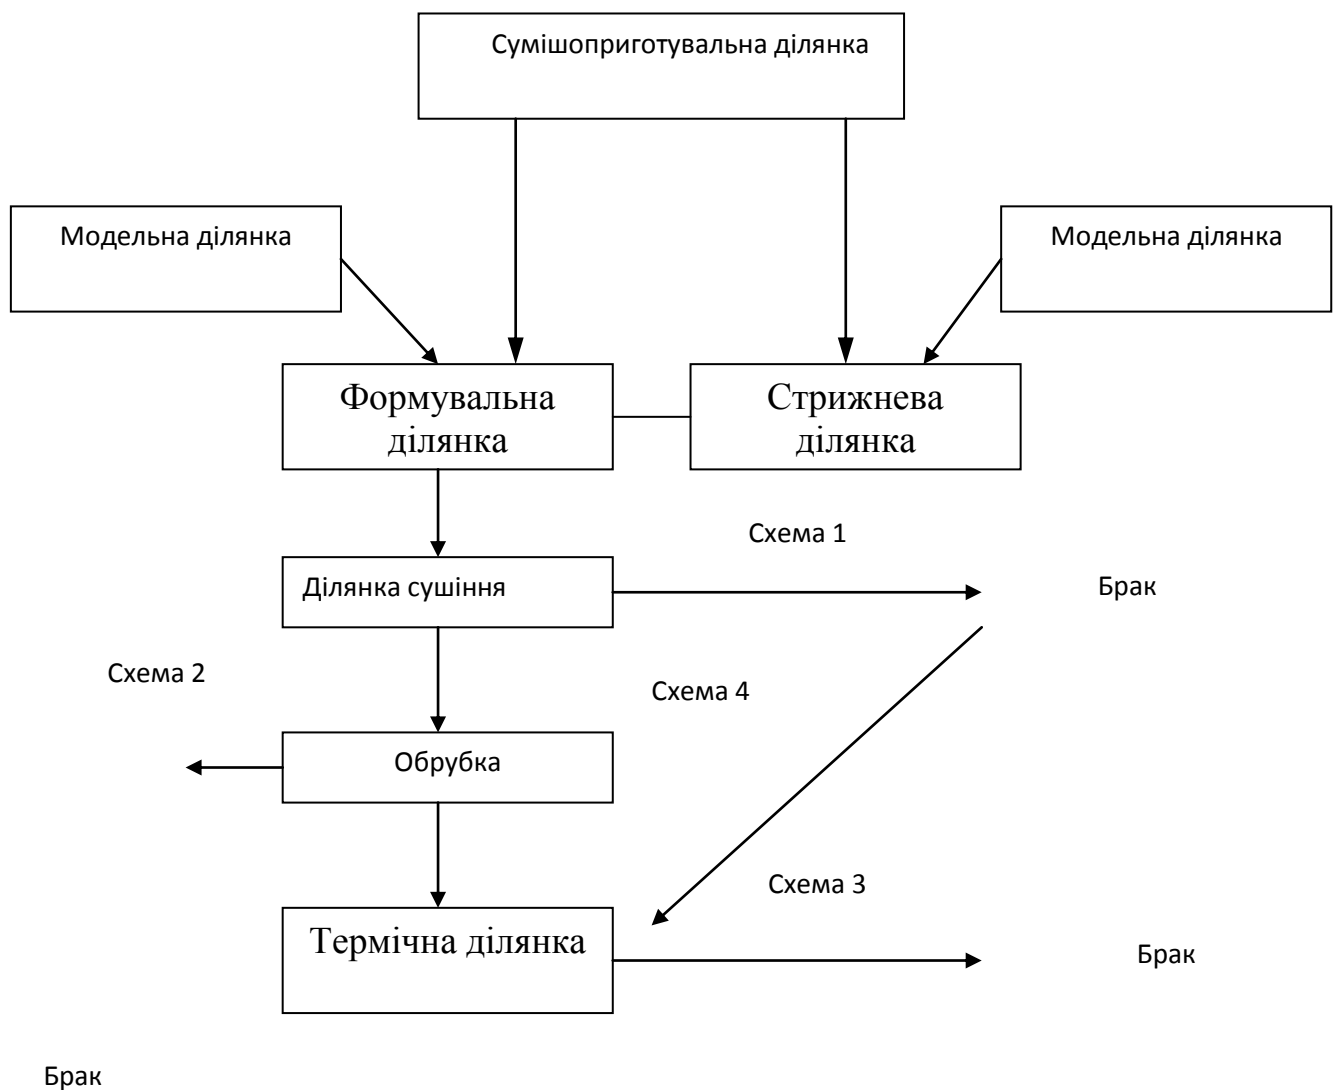 Сумішоприготувальна ділянка
Модельна ділянка
Модельна ділянка
Формувальна
ділянка
Стрижнева
ділянка
Схема 1
Ділянка сушіння
Брак
Схема 2
Схема 4
Обрубка
Схема 3
Термічна ділянка
Брак
Брак